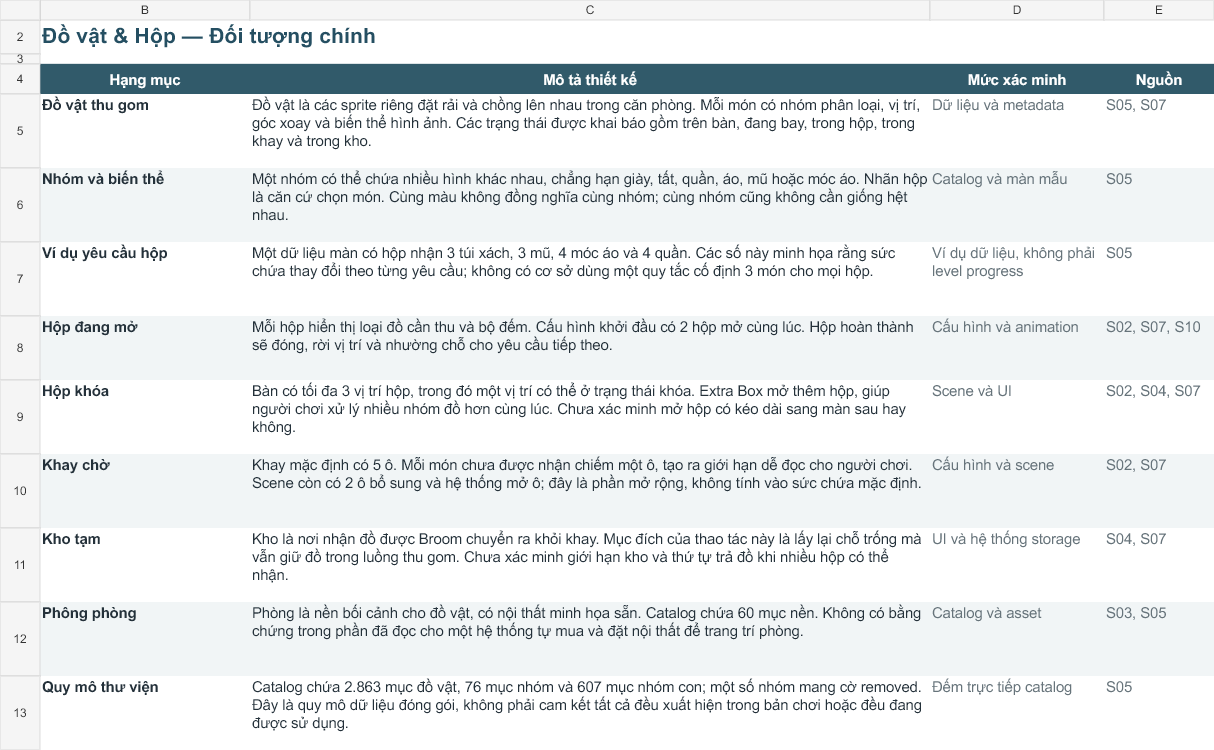 B C D E
2 Đồ vật & Hộp — Đối tượng chính
3
4 Hạng mục Mô tả thiết kế Mức xác minh Nguồn
5 Đồ vật thu gom Đồ vật là các sprite riêng đặt rải và chồng lên nhau trong căn phòng. Mỗi món có nhóm phân loại, vị trí, Dữ liệu và metadata S05, S07
góc xoay và biến thể hình ảnh. Các trạng thái được khai báo gồm trên bàn, đang bay, trong hộp, trong
khay và trong kho.
6 Nhóm và biến thể Một nhóm có thể chứa nhiều hình khác nhau, chẳng hạn giày, tất, quần, áo, mũ hoặc móc áo. Nhãn hộp Catalog và màn mẫu S05
là căn cứ chọn món. Cùng màu không đồng nghĩa cùng nhóm; cùng nhóm cũng không cần giống hệt
nhau.
7 Ví dụ yêu cầu hộp Một dữ liệu màn có hộp nhận 3 túi xách, 3 mũ, 4 móc áo và 4 quần. Các số này minh họa rằng sức Ví dụ dữ liệu, không phải S05
chứa thay đổi theo từng yêu cầu; không có cơ sở dùng một quy tắc cố định 3 món cho mọi hộp. level progress
8 Hộp đang mở Mỗi hộp hiển thị loại đồ cần thu và bộ đếm. Cấu hình khởi đầu có 2 hộp mở cùng lúc. Hộp hoàn thành Cấu hình và animation S02, S07, S10
sẽ đóng, rời vị trí và nhường chỗ cho yêu cầu tiếp theo.
9 Hộp khóa Bàn có tối đa 3 vị trí hộp, trong đó một vị trí có thể ở trạng thái khóa. Extra Box mở thêm hộp, giúp Scene và UI S02, S04, S07
người chơi xử lý nhiều nhóm đồ hơn cùng lúc. Chưa xác minh mở hộp có kéo dài sang màn sau hay
không.
10 Khay chờ Khay mặc định có 5 ô. Mỗi món chưa được nhận chiếm một ô, tạo ra giới hạn dễ đọc cho người chơi. Cấu hình và scene S02, S07
Scene còn có 2 ô bổ sung và hệ thống mở ô; đây là phần mở rộng, không tính vào sức chứa mặc định.
11 Kho tạm Kho là nơi nhận đồ được Broom chuyển ra khỏi khay. Mục đích của thao tác này là lấy lại chỗ trống mà UI và hệ thống storage S04, S07
vẫn giữ đồ trong luồng thu gom. Chưa xác minh giới hạn kho và thứ tự trả đồ khi nhiều hộp có thể
nhận.
12 Phông phòng Phòng là nền bối cảnh cho đồ vật, có nội thất minh họa sẵn. Catalog chứa 60 mục nền. Không có bằng Catalog và asset S03, S05
chứng trong phần đã đọc cho một hệ thống tự mua và đặt nội thất để trang trí phòng.
13 Quy mô thư viện Catalog chứa 2.863 mục đồ vật, 76 mục nhóm và 607 mục nhóm con; một số nhóm mang cờ removed. Đếm trực tiếp catalog S05
Đây là quy mô dữ liệu đóng gói, không phải cam kết tất cả đều xuất hiện trong bản chơi hoặc đều đang
được sử dụng.